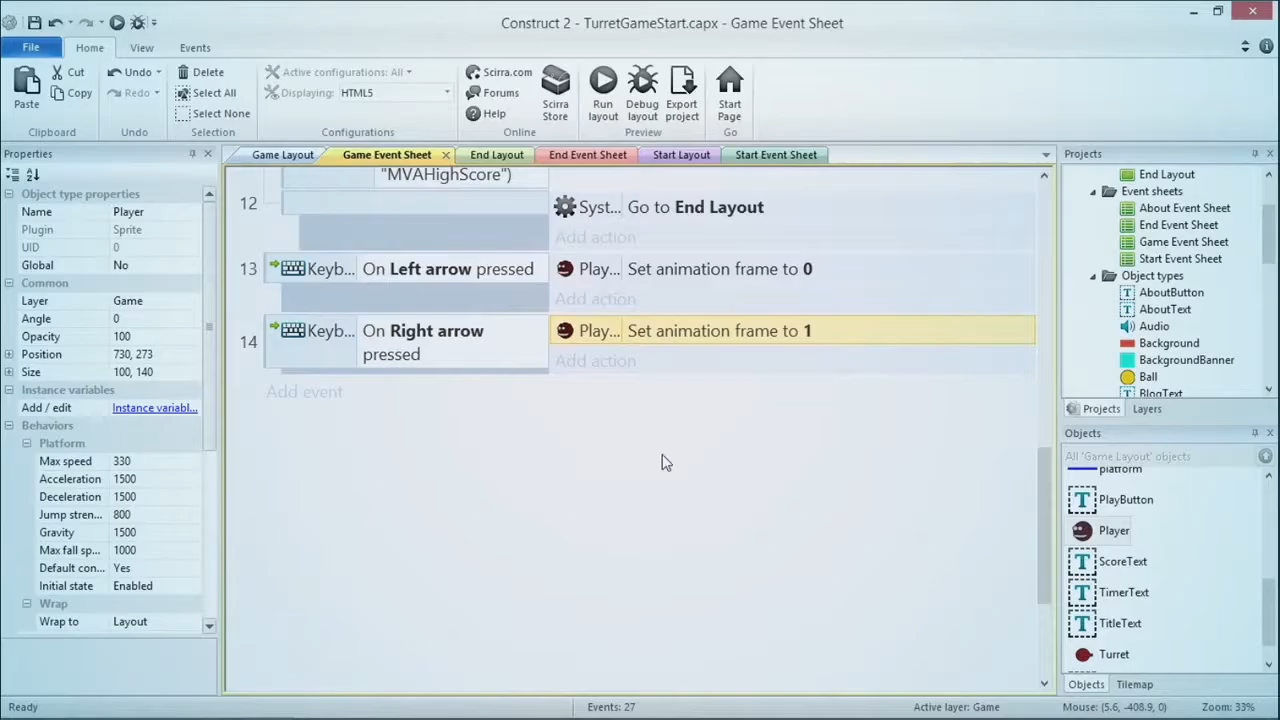 Construct 2 - TurretGameStart.capx - Game Event Sheet
File Home View Events
Paste
Cut
Copy
Clipboard
Undo
Redo
Undo
Delete
Select All
Select None
Selection
Active configurations: All
Displaying: HTML5
Configurations
Scirra.com
Forums
Help
Scirra Store
Online
Run layout
Debug layout
Export project
Preview
Start Page
Go
Properties
Object type properties
Name Player
Plugin Sprite
UID 0
Global No
Common
Layer Game
Angle 0
Opacity 100
Position 730, 273
Size 100, 140
Instance variables
Add / edit Instance variabl...
Behaviors
Platform
Max speed 330
Acceleration 1500
Deceleration 1500
Jump stren... 800
Gravity 1500
Max fall sp... 1000
Default con... Yes
Initial state Enabled
Wrap
Wrap to Layout
Game Layout Game Event Sheet End Layout End Event Sheet Start Layout Start Event Sheet
"MVAHighScore")
12 Syst... Go to End Layout
Add action
13 Keyb... On Left arrow pressed Play... Set animation frame to 0
Add action
14 Keyb... On Right arrow pressed Play... Set animation frame to 1
Add action
Add event
Projects
End Layout
Event sheets
About Event Sheet
End Event Sheet
Game Event Sheet
Start Event Sheet
Object types
AboutButton
AboutText
Audio
Background
BackgroundBanner
Ball
BlogText
Projects Layers
Objects
All 'Game Layout' objects
platform
PlayButton
Player
ScoreText
TimerText
TitleText
Turret
Objects Tilemap
Ready Events: 27 Active layer: Game Mouse: (5.6, -408.9, 0) Zoom: 33%